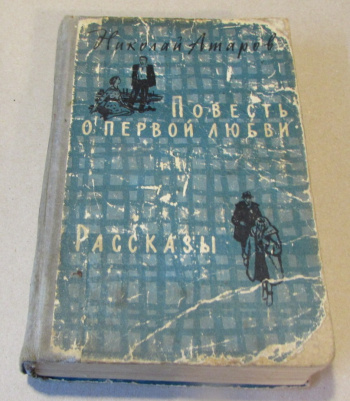 Николай Атаров
Повесть
о первой любви
Рассказы